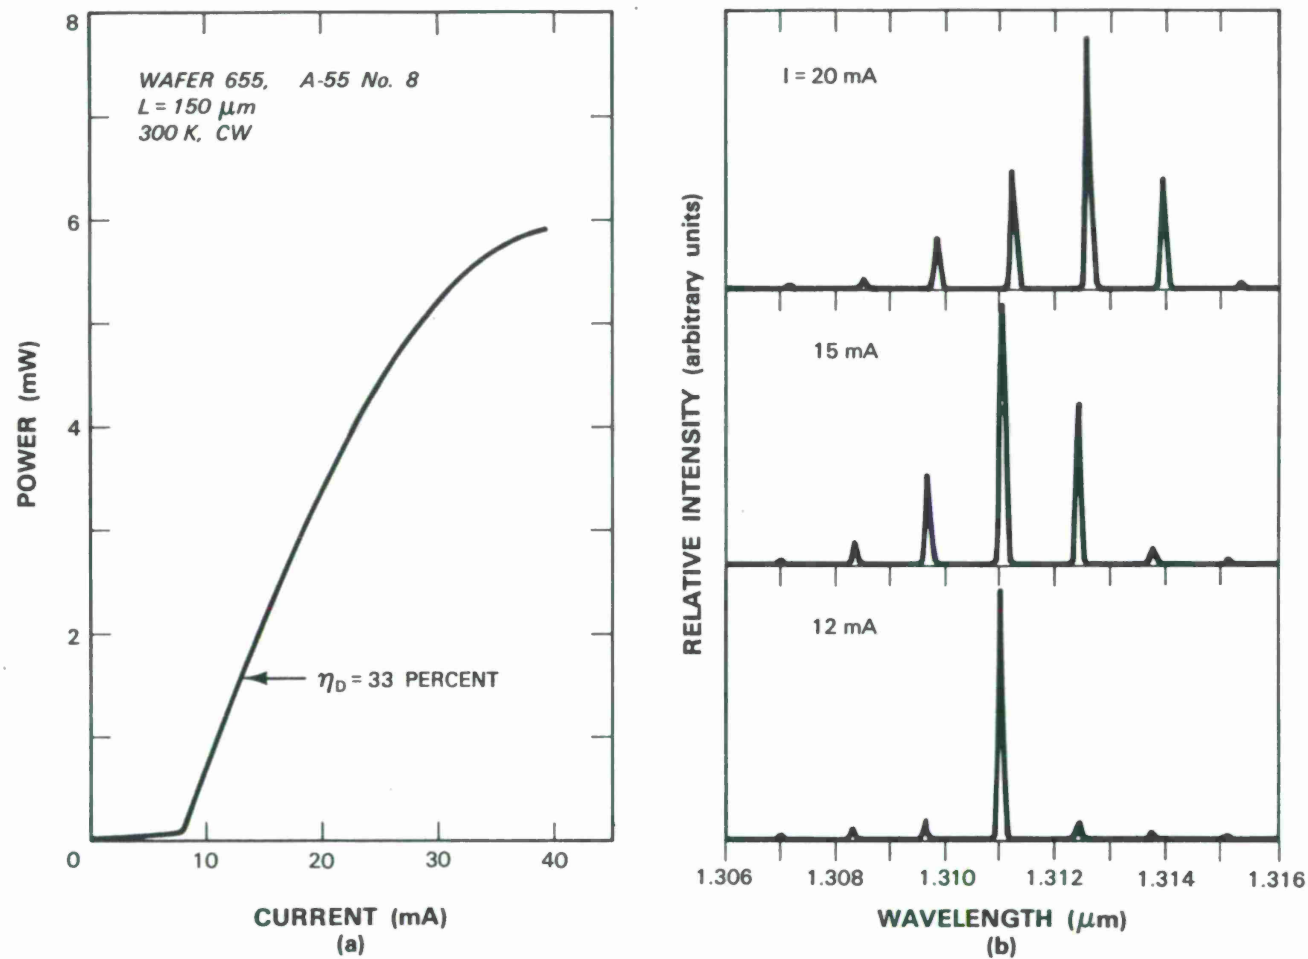 8
6
4
2
0
10
20
30
40
POWER (mW)
WAFER 655, A-55 No. 8
L = 150 μm
300 K, CW
ηD = 33 PERCENT
CURRENT (mA)
(a)
RELATIVE INTENSITY (arbitrary units)
I = 20 mA
15 mA
12 mA
1.306
1.308
1.310
1.312
1.314
1.316
WAVELENGTH (μm)
(b)